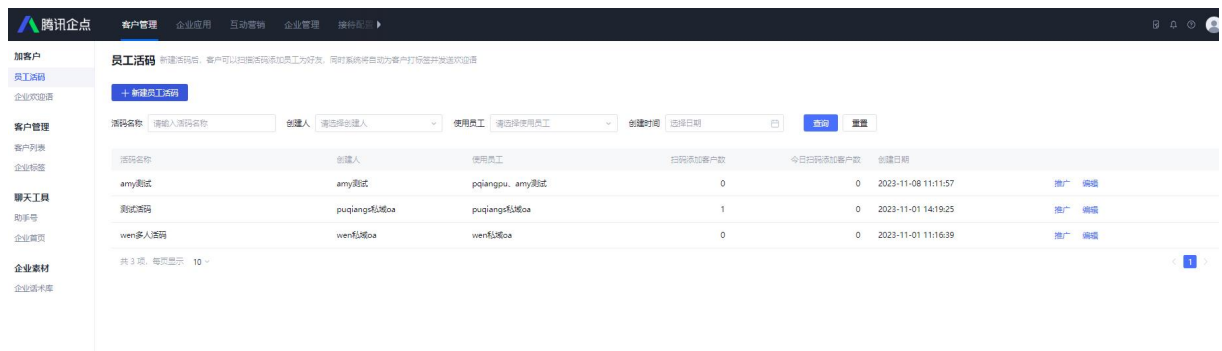 腾讯企点 客户管理 企业应用 互动营销 企业管理 接待配置
加客户
员工活码
企业欢迎语
客户管理
客户列表
企业标签
聊天工具
助手号
企业首页
企业素材
企业话术库
员工活码 新建活码后，客户可以扫描活码添加员工为好友，同时系统将自动为客户打标签并发送欢迎语
+ 新建员工活码
活码名称 请输入活码名称 创建人 请选择创建人 使用员工 请选择使用员工 创建时间 选择日期 查询 重置
活码名称 创建人 使用员工 扫码添加客户数 今日扫码添加客户数 创建日期
amy测试 amy测试 pqiangpu、amy测试 0 0 2023-11-08 11:11:57 推广 编辑
测试活码 puqiangs私域oa puqiangs私域oa 1 0 2023-11-01 14:19:25 推广 编辑
wen多人活码 wen私域oa wen私域oa 0 0 2023-11-01 11:16:39 推广 编辑
共 3 项，每页显示 10 1